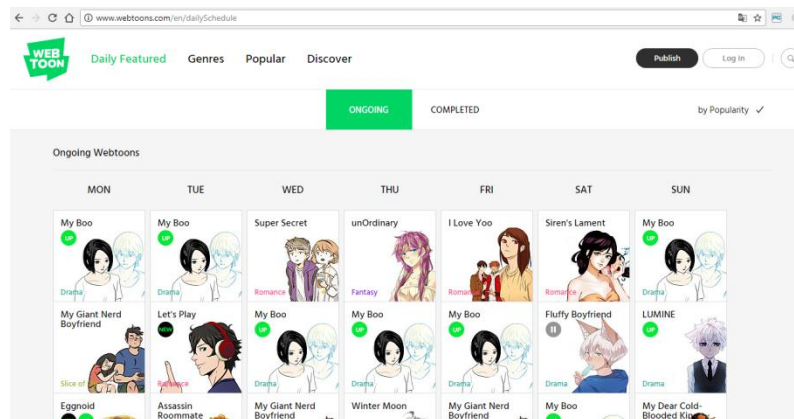 www.webtoons.com/en/dailySchedule
WEB
TOON
Daily Featured Genres Popular Discover
Publish Log In
ONGOING COMPLETED by Popularity
Ongoing Webtoons
MON TUE WED THU FRI SAT SUN
My Boo
UP
Drama
My Boo
UP
Drama
Super Secret
Romance
unOrdinary
Fantasy
I Love Yoo
Siren's Lament
Romance
My Boo
UP
Drama
My Giant Nerd
Boyfriend
Slice of
Let's Play
NEW
Romance
My Boo
UP
Drama
My Boo
UP
Drama
My Boo
UP
Drama
Fluffy Boyfriend
Drama
LUMINE
UP
Drama
Eggnoid
Assassin
Roommate
My Giant Nerd
Boyfriend
Winter Moon
My Giant Nerd
Boyfriend
My Boo
My Dear Cold-
Blooded King